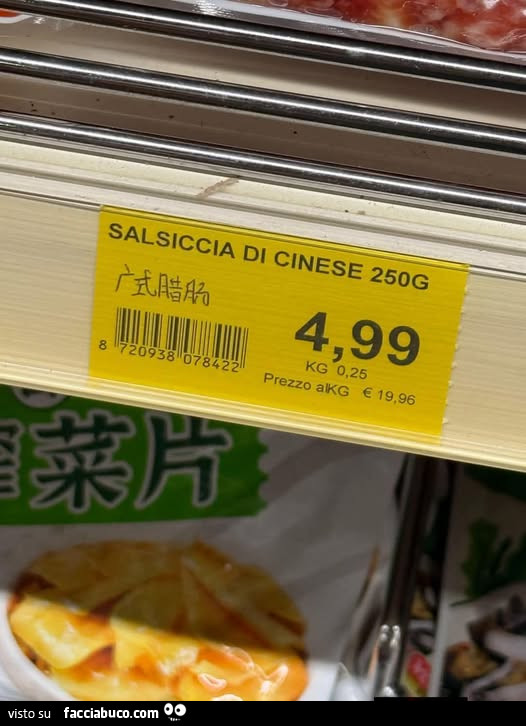 SALSICCIA DI CINESE 250G
广式腊肠
4,99
8 720938 078422
KG 0,25
Prezzo alKG € 19,96
菜片
visto su facciabuco.com